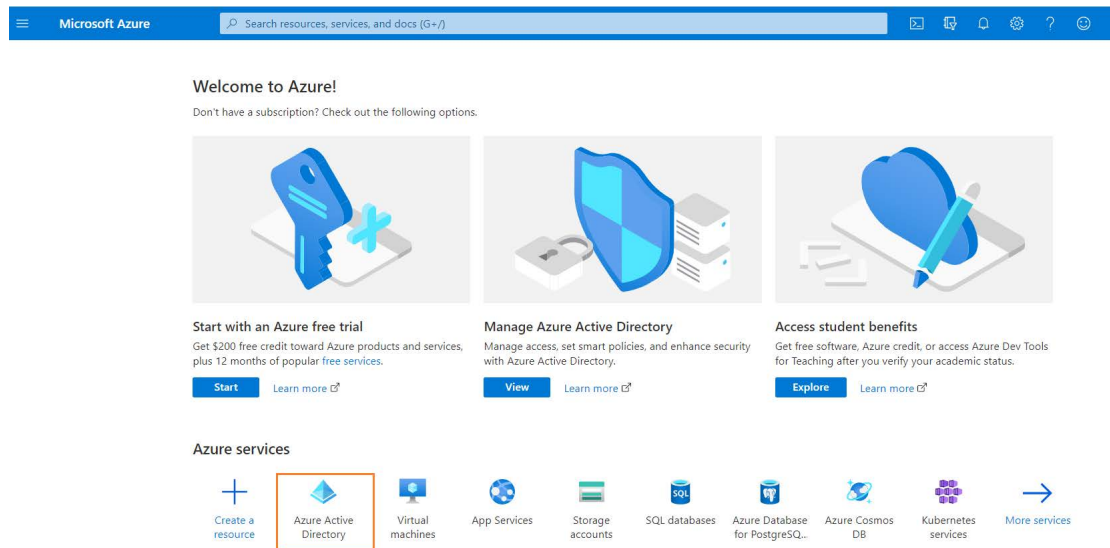 Microsoft Azure
Search resources, services, and docs (G+/)
Welcome to Azure!
Don't have a subscription? Check out the following options.
Start with an Azure free trial
Get $200 free credit toward Azure products and services,
plus 12 months of popular free services.
Start
Learn more
Manage Azure Active Directory
Manage access, set smart policies, and enhance security
with Azure Active Directory.
View
Learn more
Access student benefits
Get free software, Azure credit, or access Azure Dev Tools
for Teaching after you verify your academic status.
Explore
Learn more
Azure services
Create a
resource
Azure Active
Directory
Virtual
machines
App Services
Storage
accounts
SQL
SQL databases
Azure Database
for PostgreSQ...
Azure Cosmos
DB
Kubernetes
services
More services